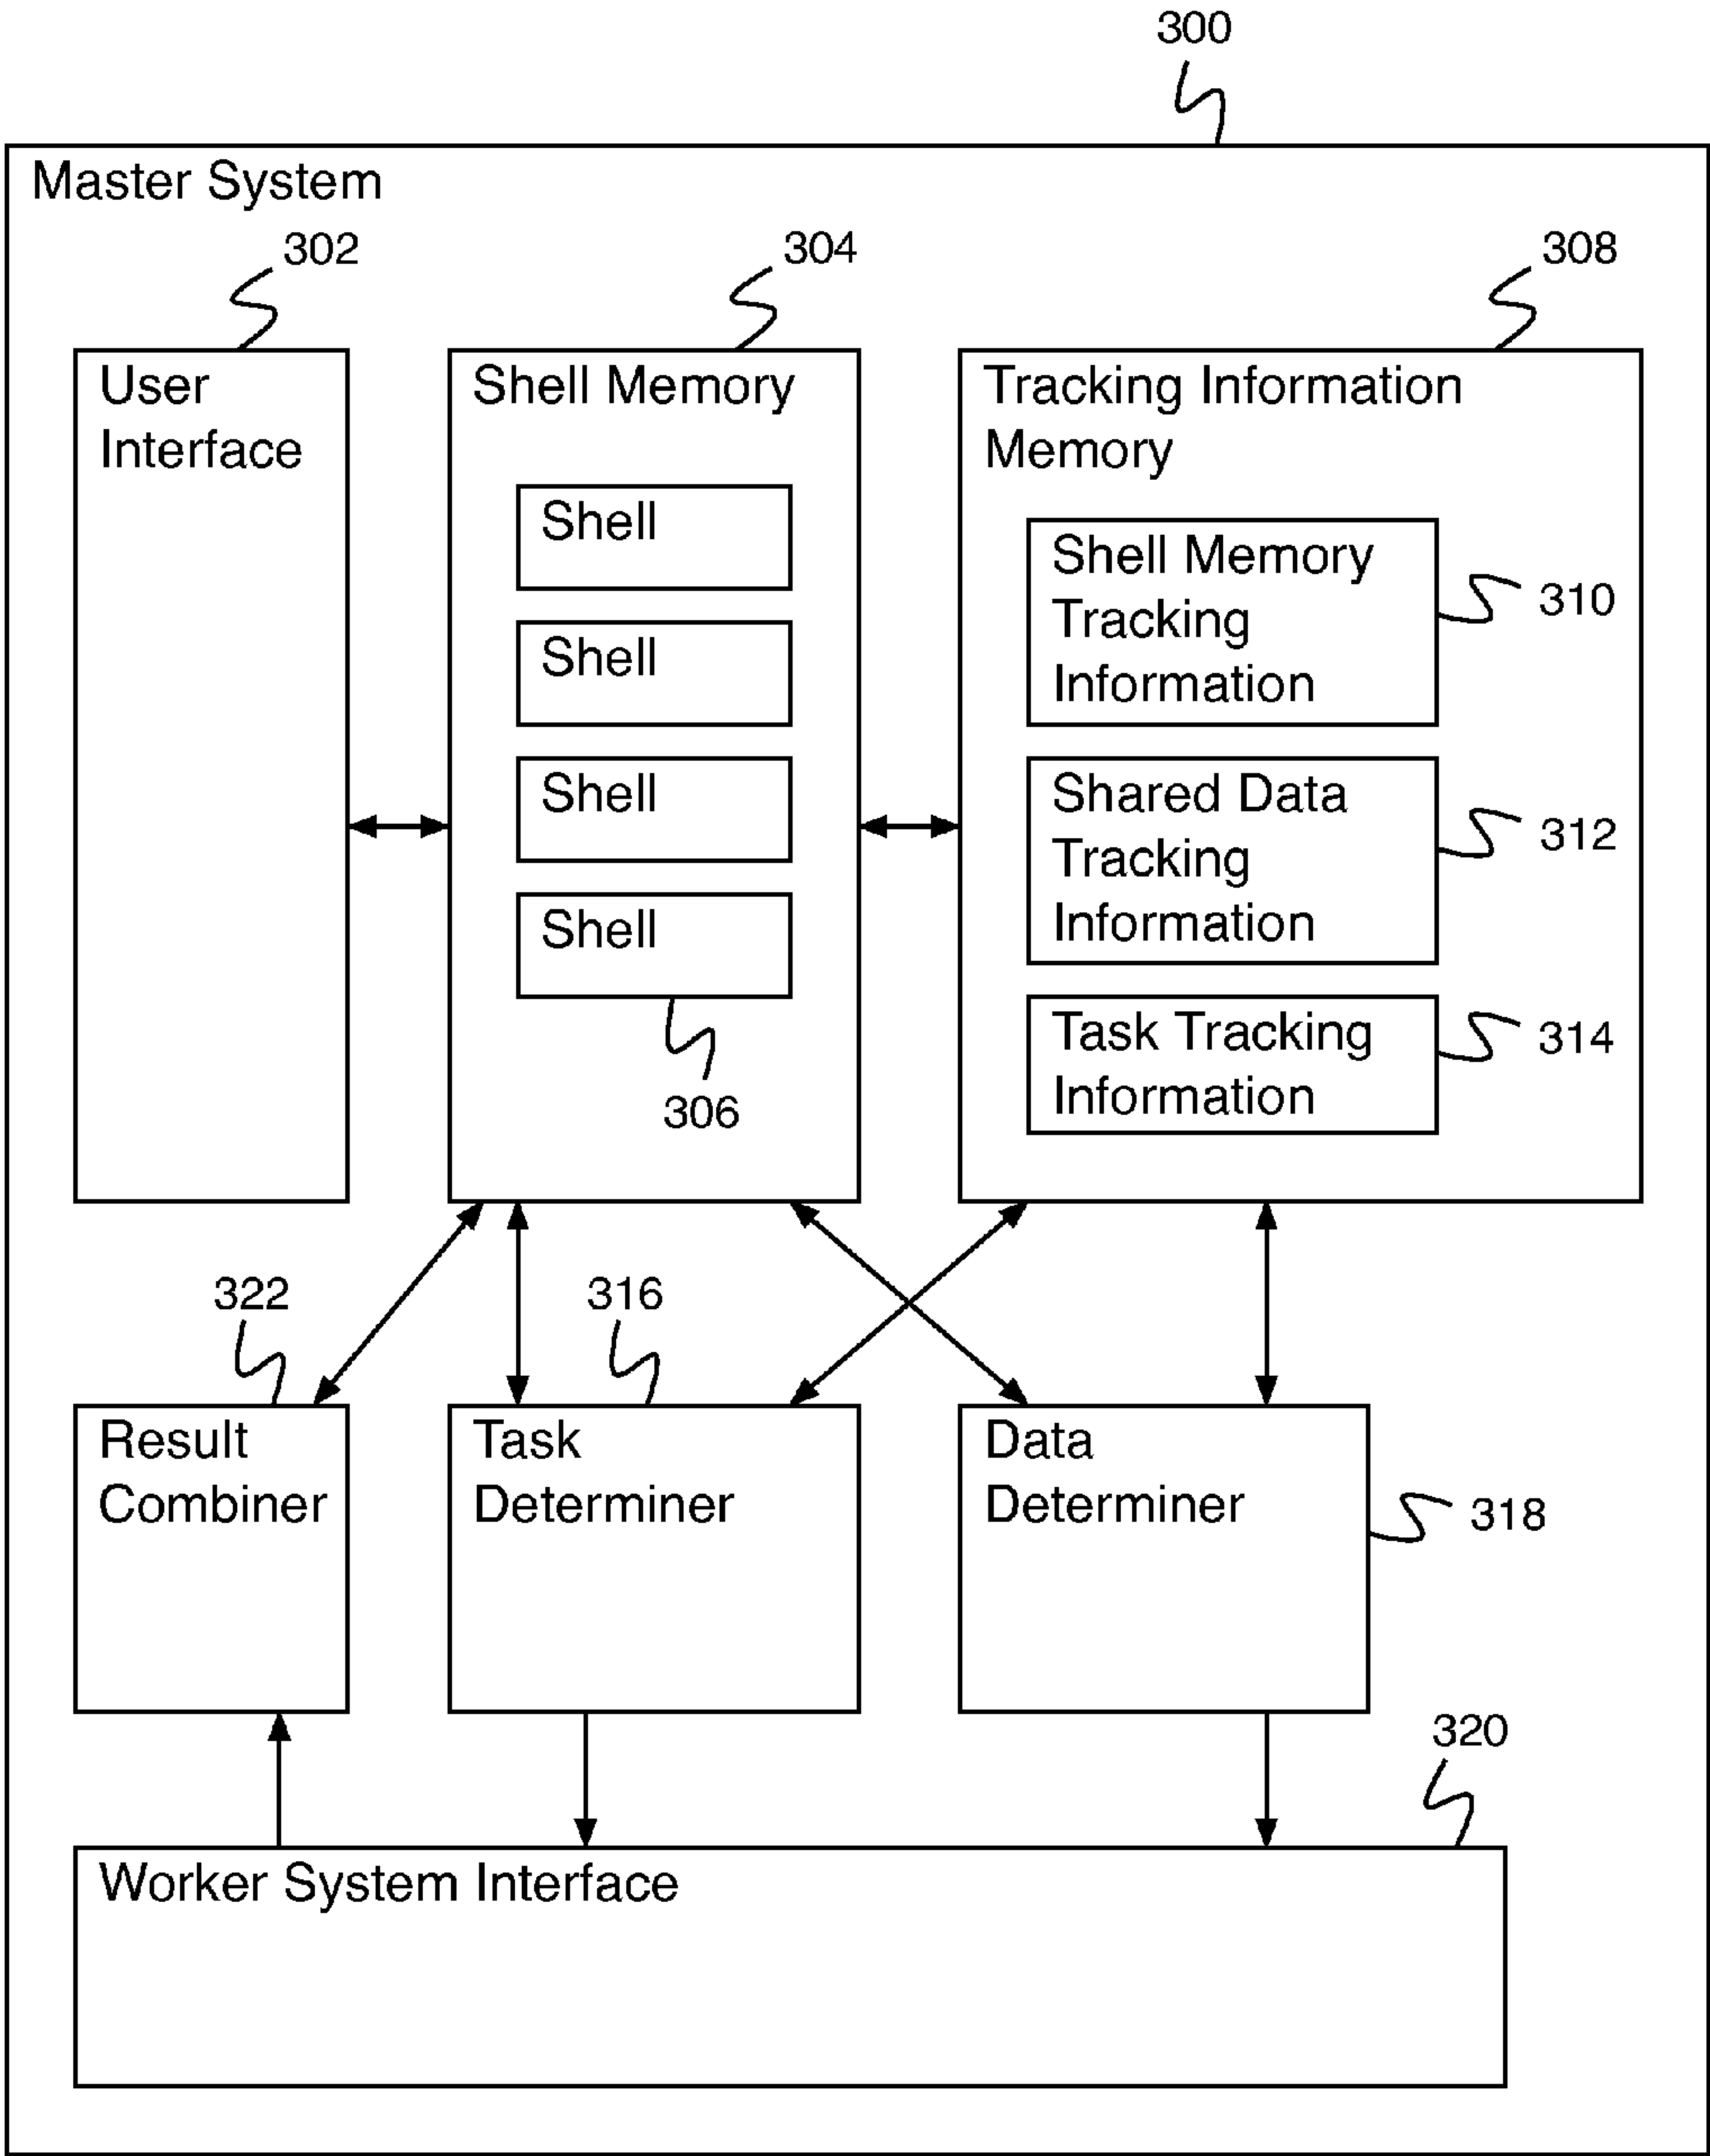 300
Master System
302
304
308
User
Interface
Shell Memory
Shell
Shell
Shell
Shell
306
Tracking Information
Memory
Shell Memory
Tracking
Information
310
Shared Data
Tracking
Information
312
Task Tracking
Information
314
322
316
Result
Combiner
Task
Determiner
Data
Determiner
318
320
Worker System Interface